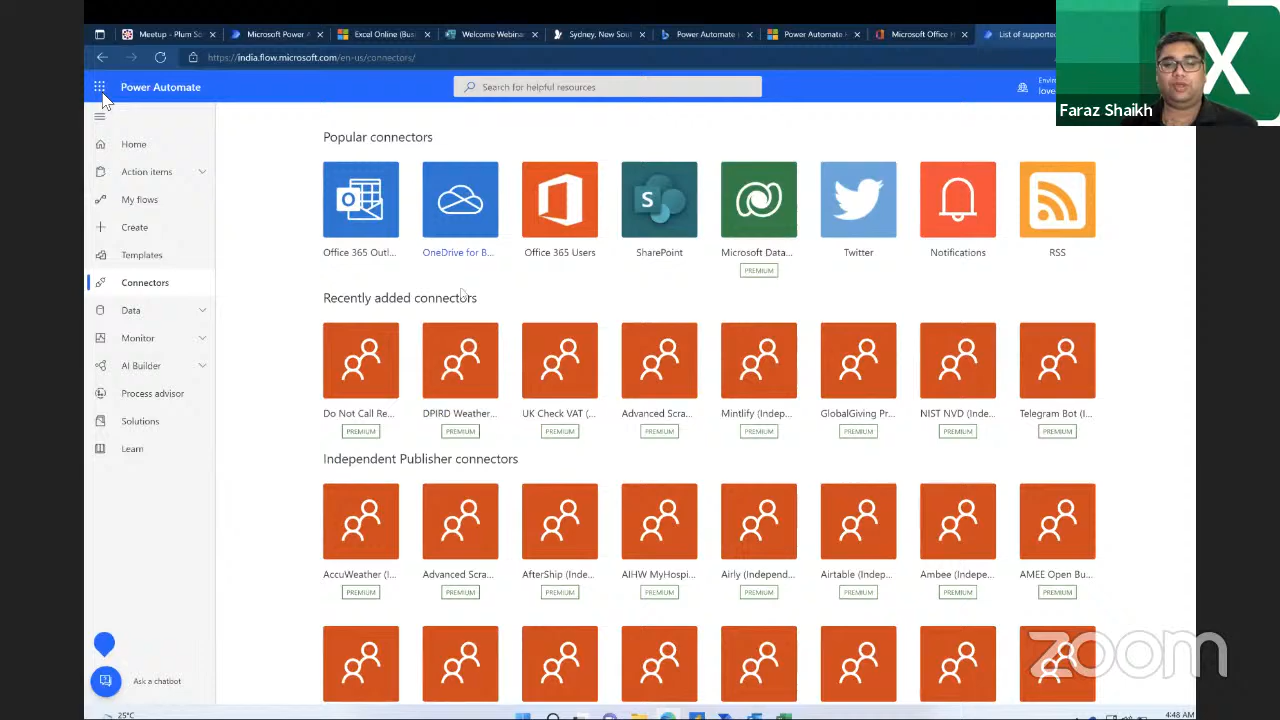 Meetup - Plum Sc
Microsoft Power A
Excel Online (Bus
Welcome Webinar
Sydney, New Sout
Power Automate
Power Automate
Microsoft Office
List of supported
https://india.flow.microsoft.com/en-us/connectors/
Power Automate
Search for helpful resources
Faraz Shaikh
X
Home
Action items
My flows
Create
Templates
Connectors
Data
Monitor
AI Builder
Process advisor
Solutions
Learn
Ask a chatbot
Popular connectors
Office 365 Outl...
OneDrive for B...
Office 365 Users
SharePoint
Microsoft Data...
Twitter
Notifications
RSS
PREMIUM
Recently added connectors
Do Not Call Re...
DPIRD Weather...
UK Check VAT (...
Advanced Scra...
Mintlify (Indep...
GlobalGiving Pr...
NIST NVD (Inde...
Telegram Bot (I...
PREMIUM
PREMIUM
PREMIUM
PREMIUM
PREMIUM
PREMIUM
PREMIUM
PREMIUM
Independent Publisher connectors
AccuWeather (I...
Advanced Scra...
AfterShip (Inde...
AIHW MyHospi...
Airly (Independ...
Airtable (Indep...
Ambee (Indepe...
AMEE Open Bu...
PREMIUM
PREMIUM
PREMIUM
PREMIUM
PREMIUM
PREMIUM
PREMIUM
PREMIUM
zoom
25°C
4:48 AM